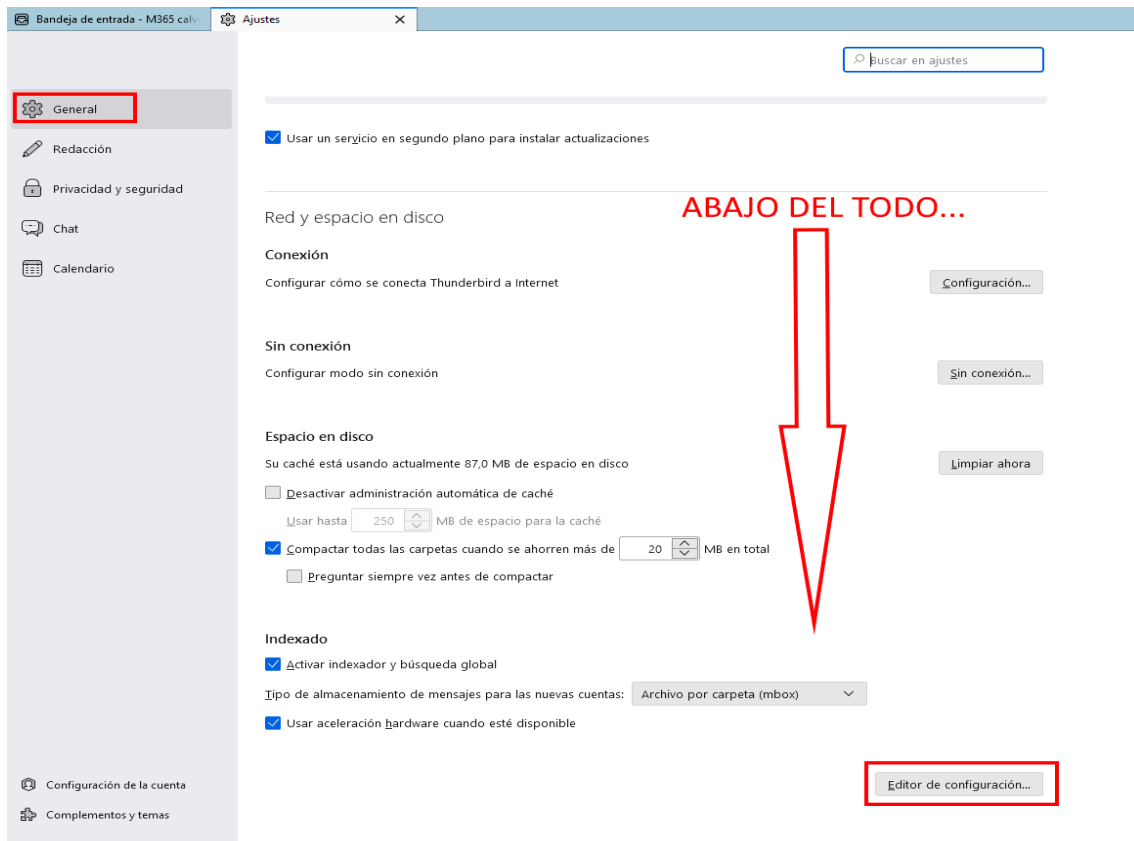 Bandeja de entrada - M365 calv
Ajustes
Buscar en ajustes
General
Redacción
Privacidad y seguridad
Chat
Calendario
Usar un servicio en segundo plano para instalar actualizaciones
Red y espacio en disco
ABAJO DEL TODO...
Conexión
Configurar cómo se conecta Thunderbird a Internet
Configuración...
Sin conexión
Configurar modo sin conexión
Sin conexión...
Espacio en disco
Su caché está usando actualmente 87,0 MB de espacio en disco
Limpiar ahora
Desactivar administración automática de caché
Usar hasta 250 MB de espacio para la caché
Compactar todas las carpetas cuando se ahorren más de 20 MB en total
Preguntar siempre vez antes de compactar
Indexado
Activar indexador y búsqueda global
Tipo de almacenamiento de mensajes para las nuevas cuentas: Archivo por carpeta (mbox)
Usar aceleración hardware cuando esté disponible
Configuración de la cuenta
Editor de configuración...
Complementos y temas